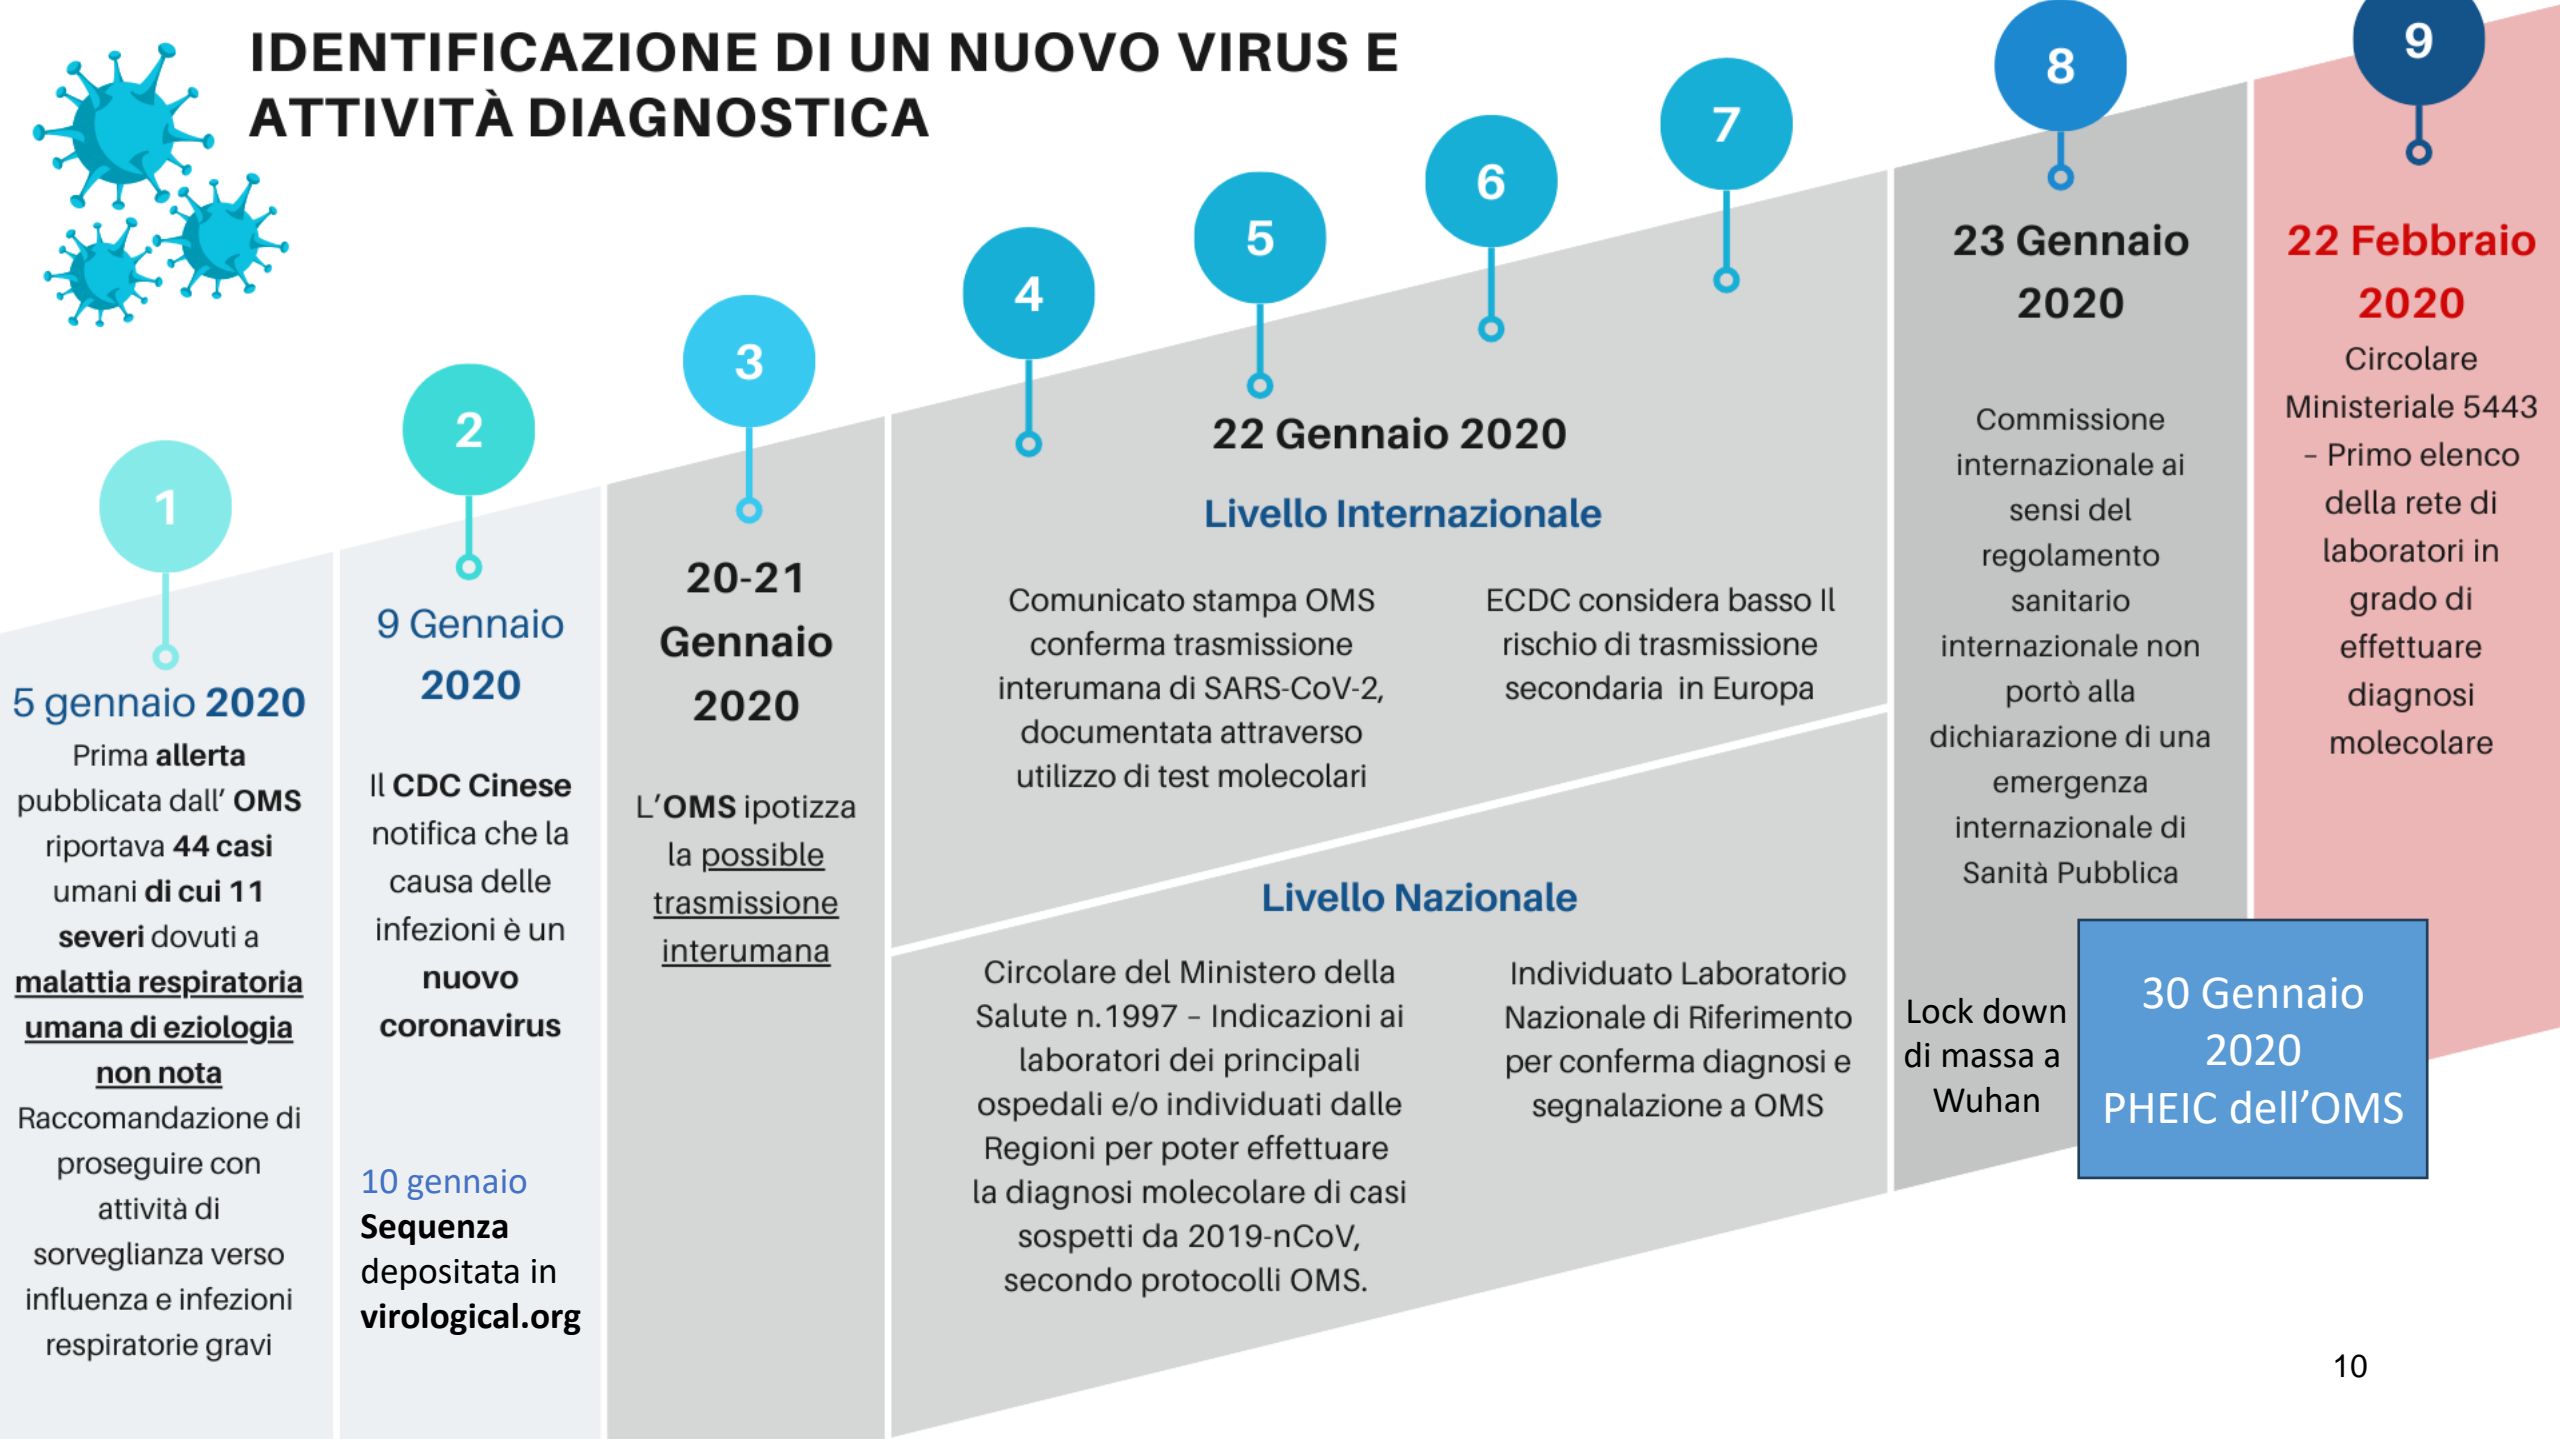 IDENTIFICAZIONE DI UN NUOVO VIRUS E
ATTIVITÀ DIAGNOSTICA
1
5 gennaio 2020
Prima allerta
pubblicata dall’ OMS
riportava 44 casi
umani di cui 11
severi dovuti a
malattia respiratoria
umana di eziologia
non nota
Raccomandazione di
proseguire con
attività di
sorveglianza verso
influenza e infezioni
respiratorie gravi
2
9 Gennaio
2020
Il CDC Cinese
notifica che la
causa delle
infezioni è un
nuovo
coronavirus
10 gennaio
Sequenza
depositata in
virological.org
3
20-21
Gennaio
2020
L’OMS ipotizza
la possible
trasmissione
interumana
4
5
6
7
22 Gennaio 2020
Livello Internazionale
Comunicato stampa OMS
conferma trasmissione
interumana di SARS-CoV-2,
documentata attraverso
utilizzo di test molecolari
ECDC considera basso Il
rischio di trasmissione
secondaria in Europa
Livello Nazionale
Circolare del Ministero della
Salute n.1997 – Indicazioni ai
laboratori dei principali
ospedali e/o individuati dalle
Regioni per poter effettuare
la diagnosi molecolare di casi
sospetti da 2019-nCoV,
secondo protocolli OMS.
Individuato Laboratorio
Nazionale di Riferimento
per conferma diagnosi e
segnalazione a OMS
8
23 Gennaio
2020
Commissione
internazionale ai
sensi del
regolamento
sanitario
internazionale non
portò alla
dichiarazione di una
emergenza
internazionale di
Sanità Pubblica
Lock down
di massa a
Wuhan
30 Gennaio
2020
PHEIC dell’OMS
9
22 Febbraio
2020
Circolare
Ministeriale 5443
– Primo elenco
della rete di
laboratori in
grado di
effettuare
diagnosi
molecolare
10